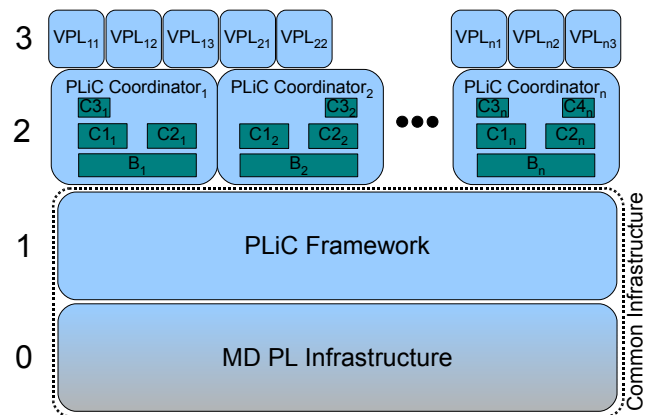 3
VPL₁₁ VPL₁₂ VPL₁₃ VPL₂₁ VPL₂₂ VPLₙ₁ VPLₙ₂ VPLₙ₃
PLiC Coordinator₁ PLiC Coordinator₂ PLiC Coordinatorₙ
C3₁ C3₂ C3ₙ C4ₙ
2
C1₁ C2₁ C1₂ C2₂ ●●● C1ₙ C2ₙ
B₁ B₂ Bₙ
1
PLiC Framework
0
MD PL Infrastructure
Common Infrastructure